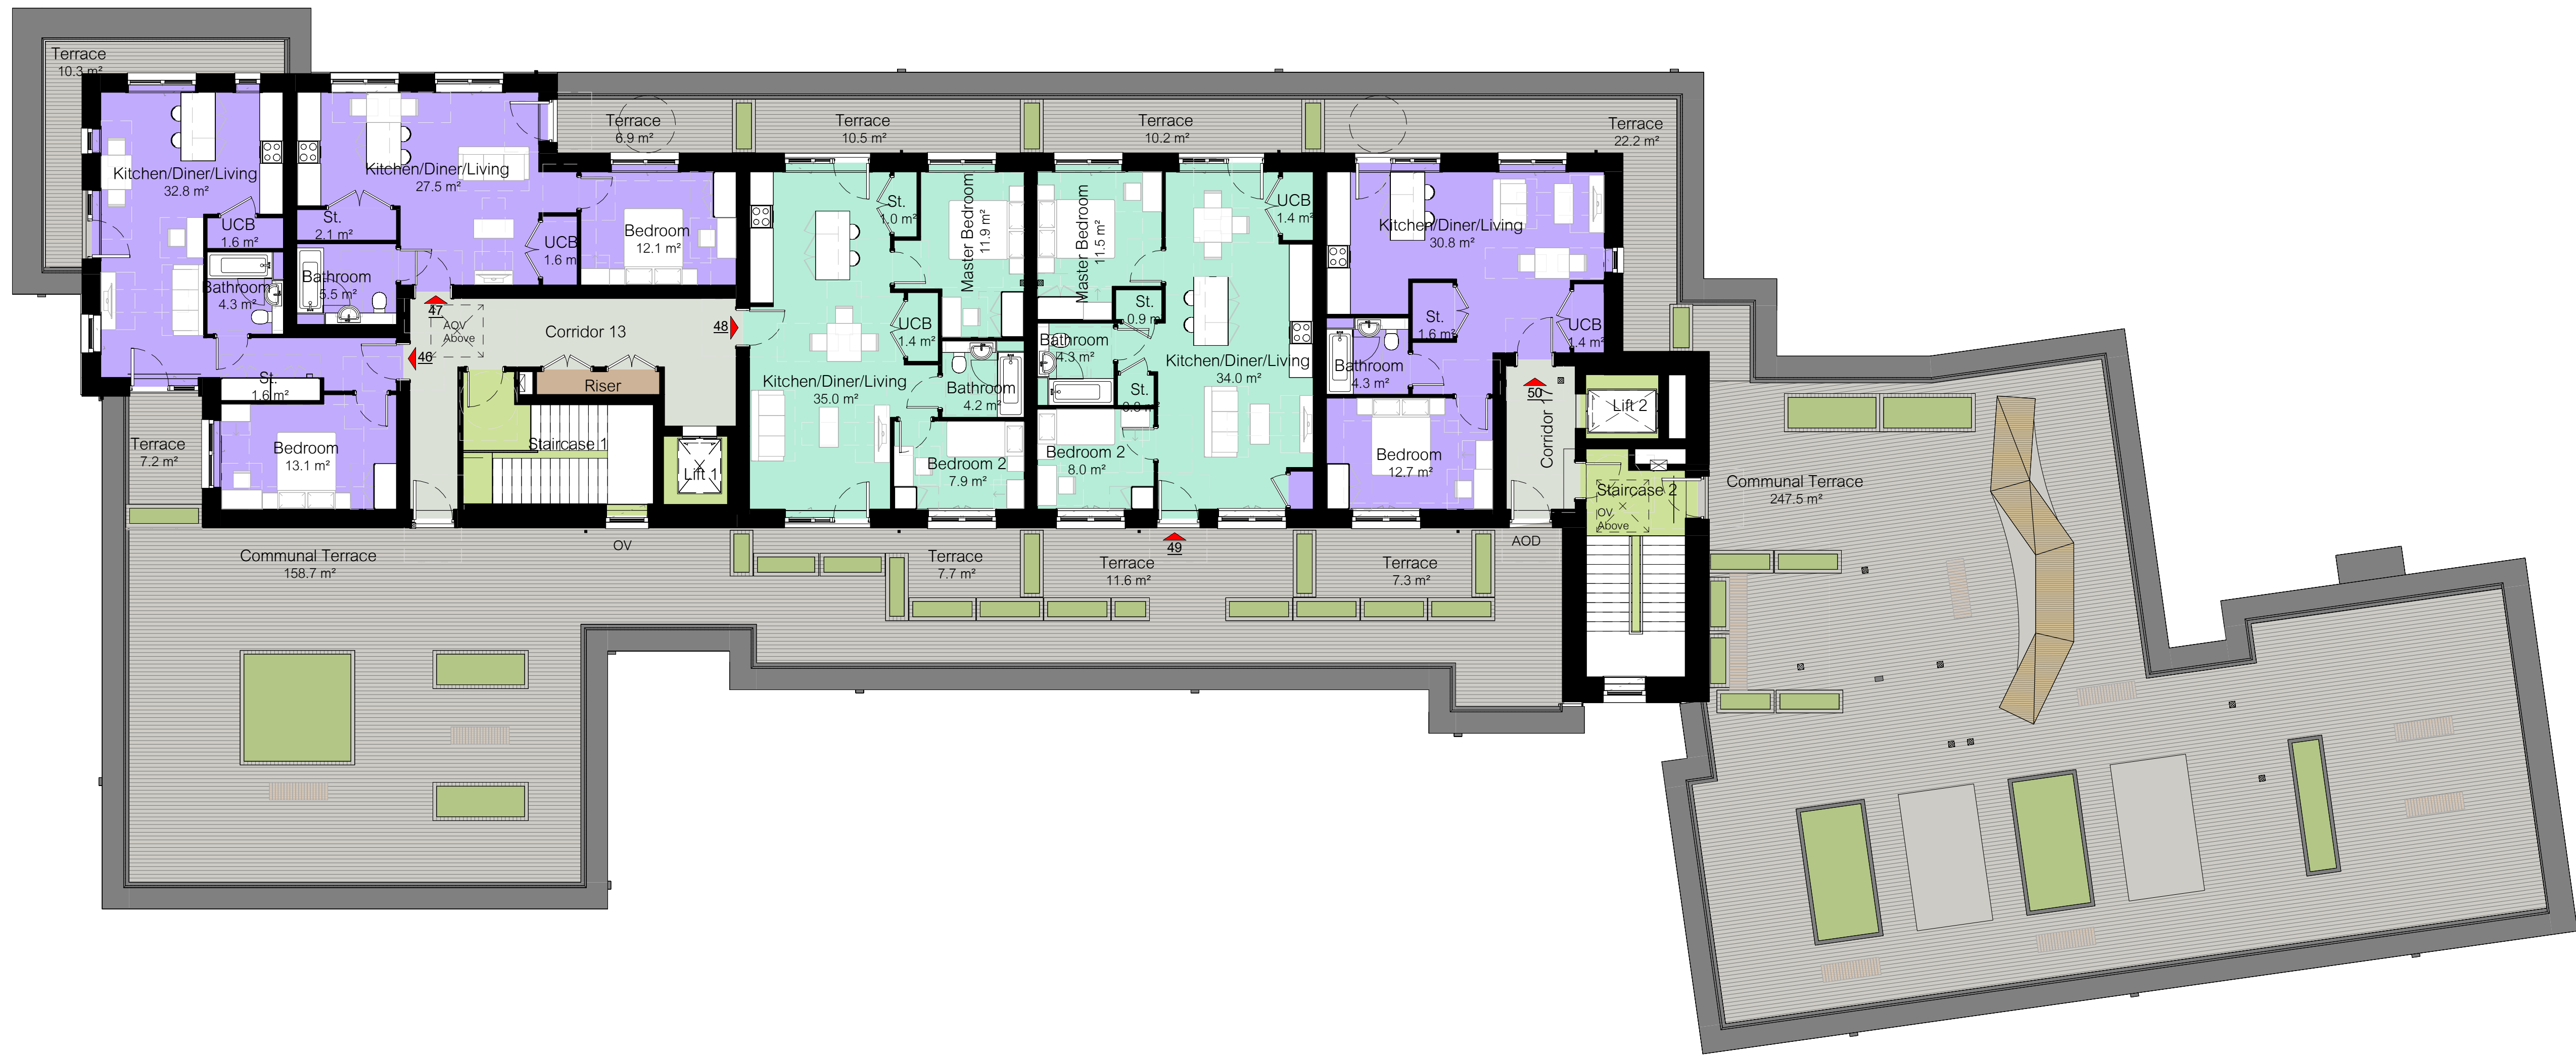 Terrace
10.3 m²
Kitchen/Diner/Living
32.8 m²
UCB
1.6 m²
Bathroom
4.3 m²
St.
1.6 m²
Bedroom
13.1 m²
Terrace
7.2 m²
46
Kitchen/Diner/Living
27.5 m²
St.
2.1 m²
Bathroom
5.5 m²
UCB
1.6 m
Bedroom
12.1 m²
Terrace
6.9 m²
47
AOV
Above
Corridor 13
Riser
Staircase 1
Lift 1
48
Terrace
10.5 m²
Kitchen/Diner/Living
35.0 m²
St.
1.0 m²
Master Bedroom
11.9 m²
UCB
1.4 m²
Bathroom
4.2 m²
Bedroom 2
7.9 m²
Terrace
10.2 m²
Master Bedroom
11.5 m²
UCB
1.4 m²
St.
0.9 m
Bathroom
4.3 m²
St.
Kitchen/Diner/Living
34.0 m²
Bedroom 2
8.0 m²
49
Terrace
22.2 m²
Kitchen/Diner/Living
30.8 m²
St.
1.6 m²
UCB
1.4 m²
Bathroom
4.3 m²
Bedroom
12.7 m²
50
Corridor 17
Lift 2
Staircase 2
OV
Above
Communal Terrace
247.5 m²
Communal Terrace
158.7 m²
OV
Terrace
7.7 m²
Terrace
11.6 m²
Terrace
7.3 m²
AOD